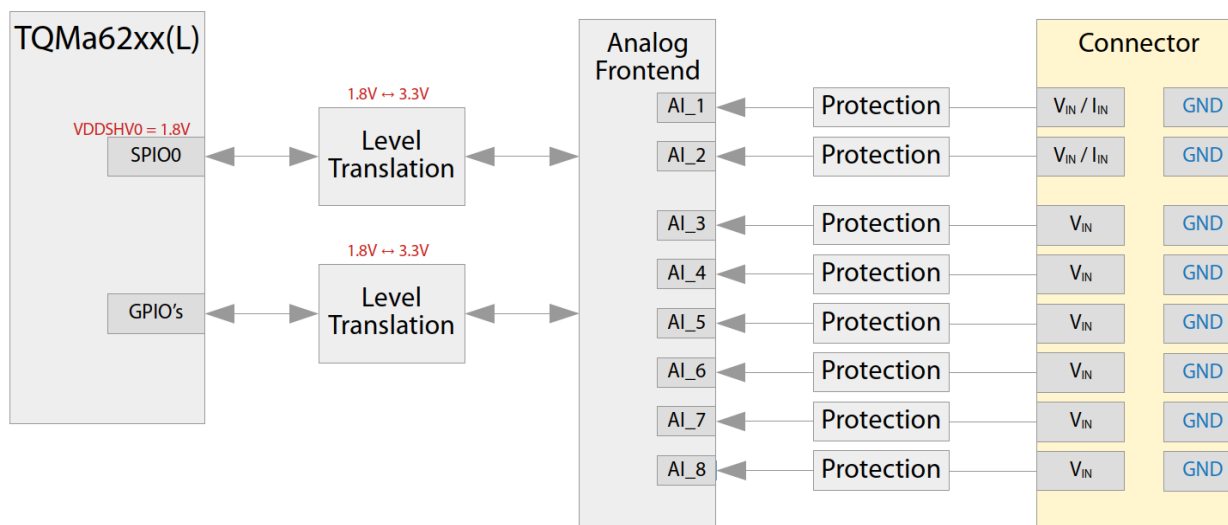 TQMa62xx(L)
VDDSHV0 = 1.8V
SPIO0
GPIO's
1.8V ↔ 3.3V
Level
Translation
1.8V ↔ 3.3V
Level
Translation
Analog
Frontend
AI_1
AI_2
AI_3
AI_4
AI_5
AI_6
AI_7
AI_8
Protection
Protection
Protection
Protection
Protection
Protection
Protection
Protection
Connector
VIN / IIN GND
VIN / IIN GND
VIN GND
VIN GND
VIN GND
VIN GND
VIN GND
VIN GND